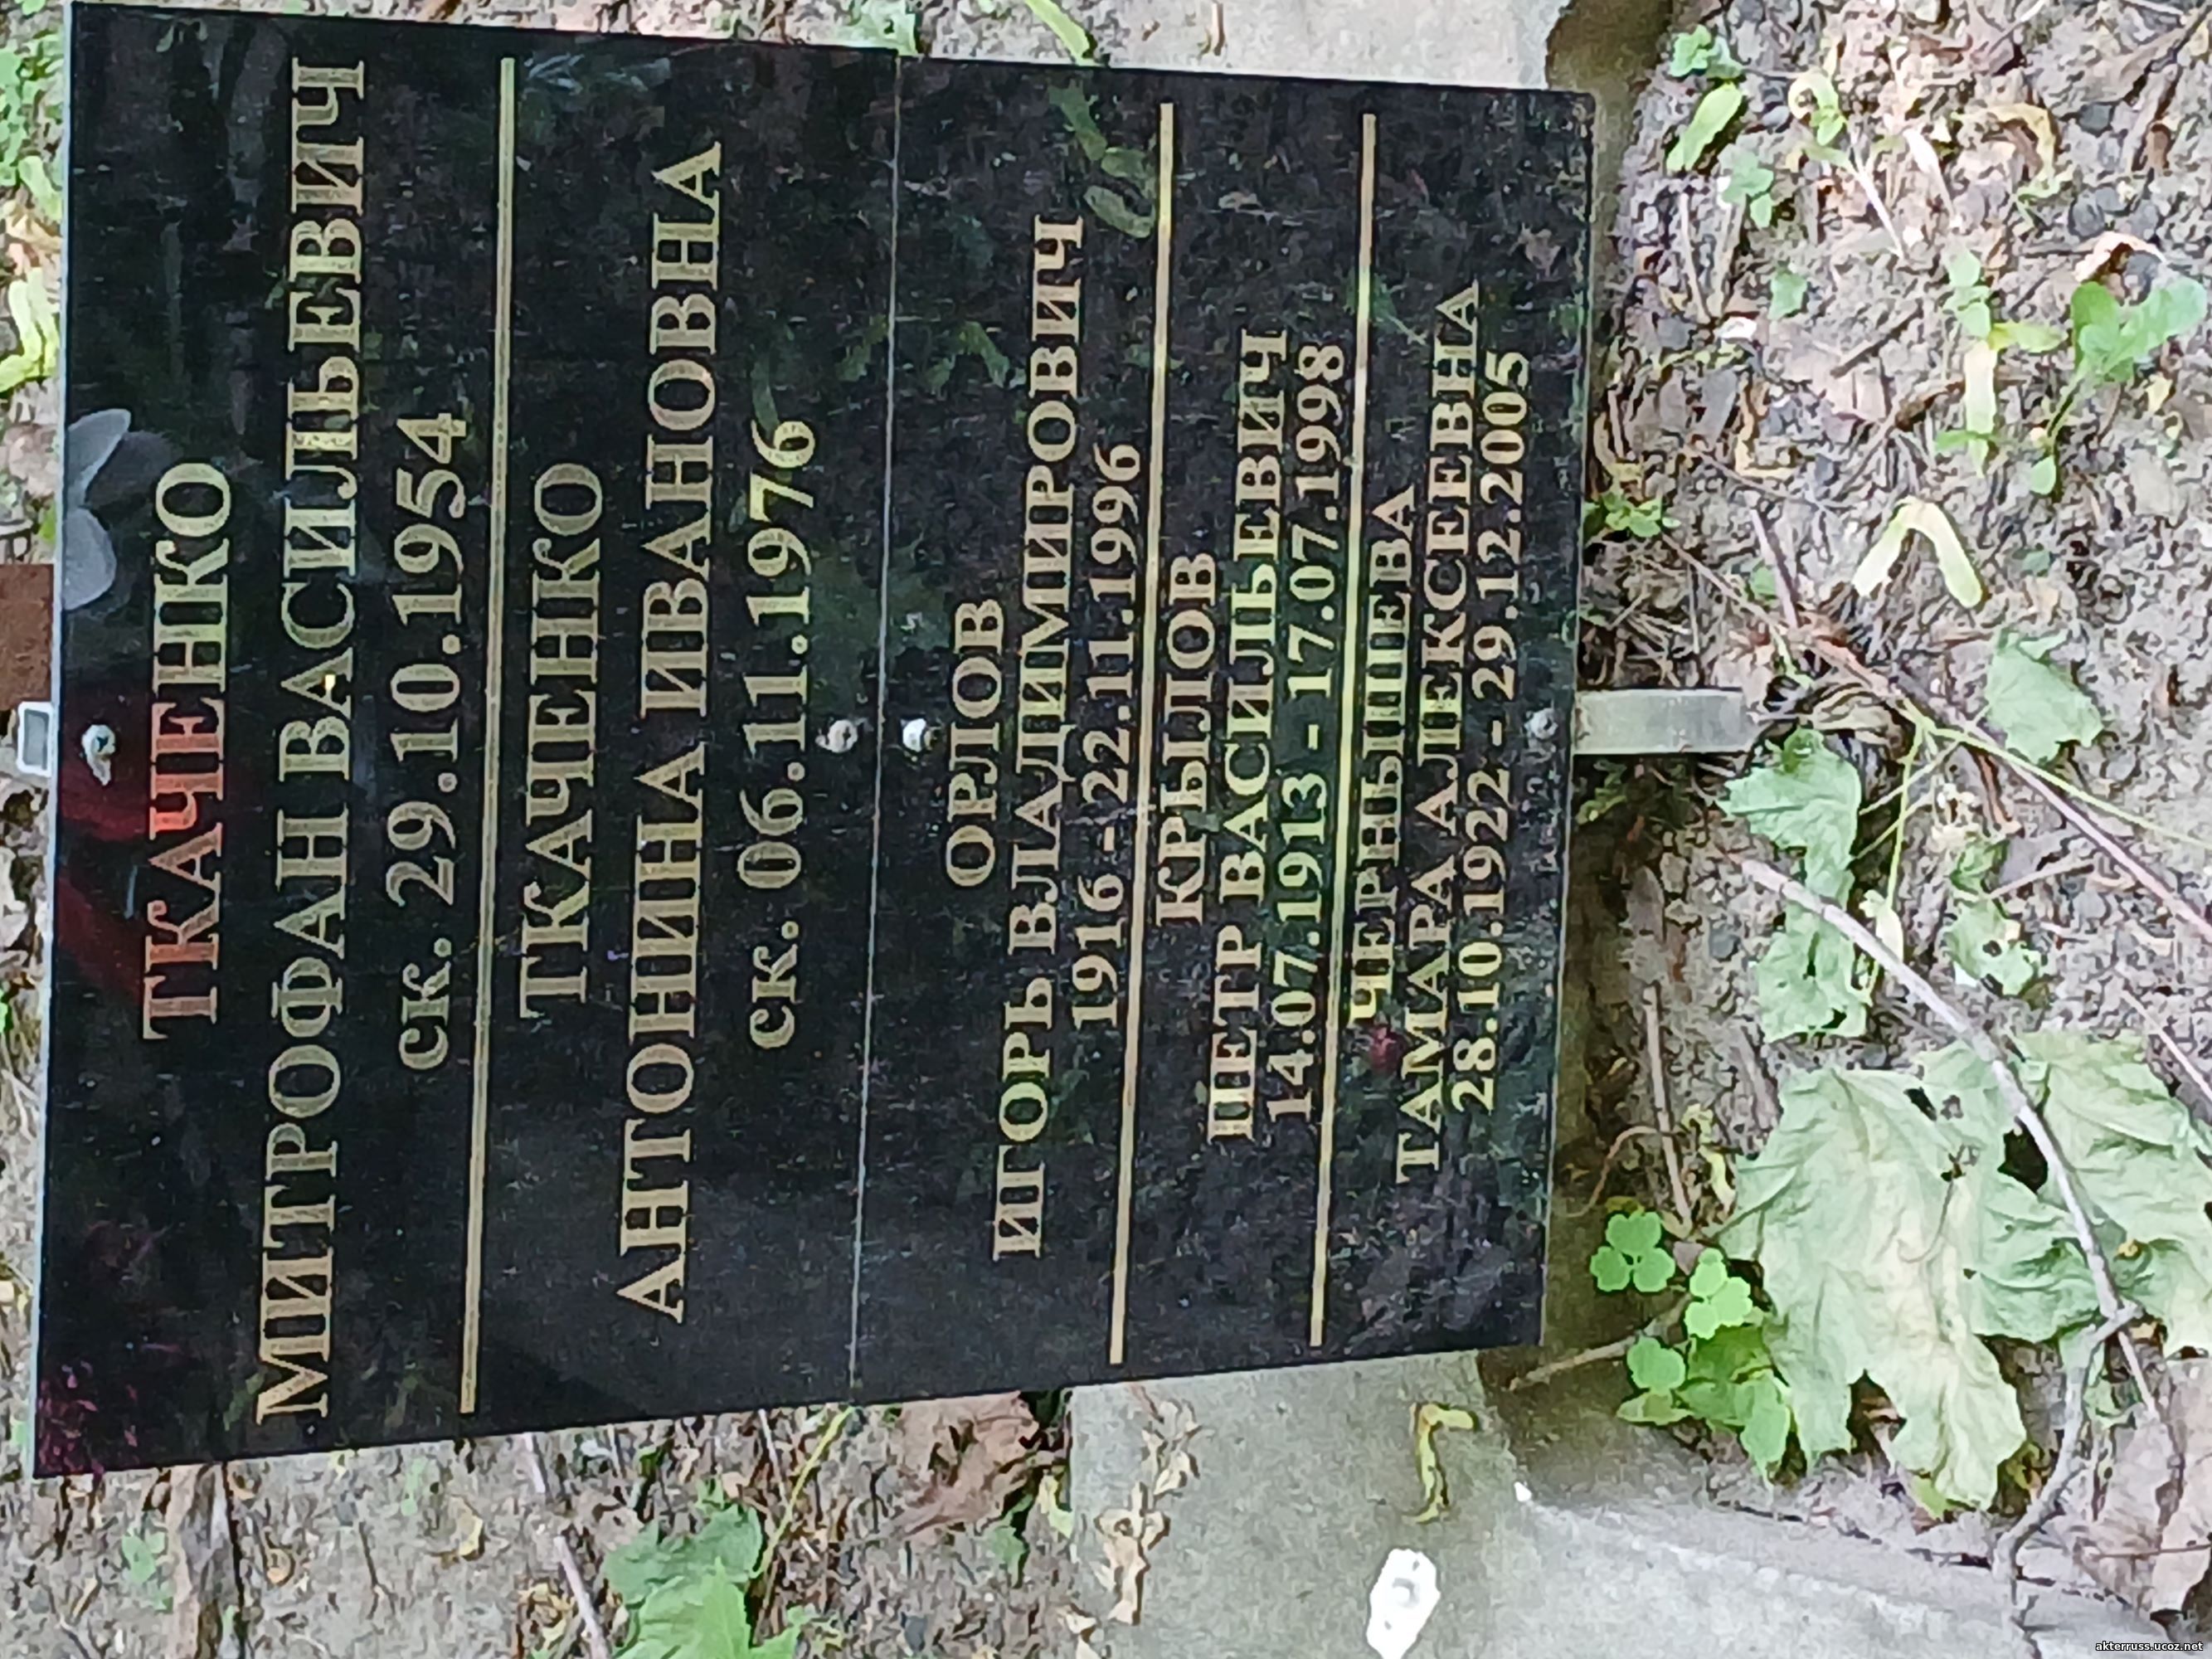 ТКАЧЕНКО
МИТРОФАН ВАСИЛЬЕВИЧ
ск. 29.10.1954
ТКАЧЕНКО
АНТОНИНА ИВАНОВНА
ск. 06.11.1976
ОРЛОВ
ИГОРЬ ВЛАДИМИРОВИЧ
1916 - 22.11.1996
КРЫЛОВ
ПЕТР ВАСИЛЬЕВИЧ
14.07.1913 - 17.07.1998
ЧЕРНЫШЕВА
ТАМАРА АЛЕКСЕЕВНА
28.10.1922 - 29.12.2005
akterruss.ucoz.net